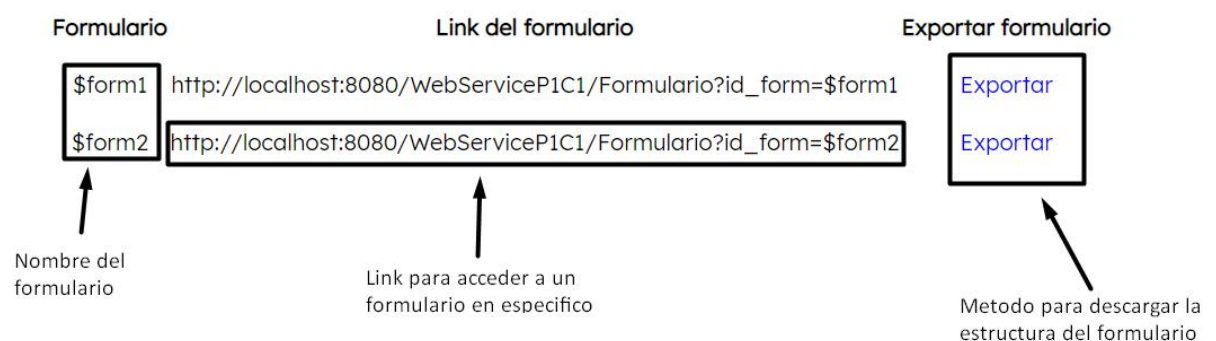 Formulario Link del formulario Exportar formulario
$form1 http://localhost:8080/WebServiceP1C1/Formulario?id_form=$form1 Exportar
$form2 http://localhost:8080/WebServiceP1C1/Formulario?id_form=$form2 Exportar
Nombre del
formulario
Link para acceder a un
formulario en especifico
Metodo para descargar la
estructura del formulario